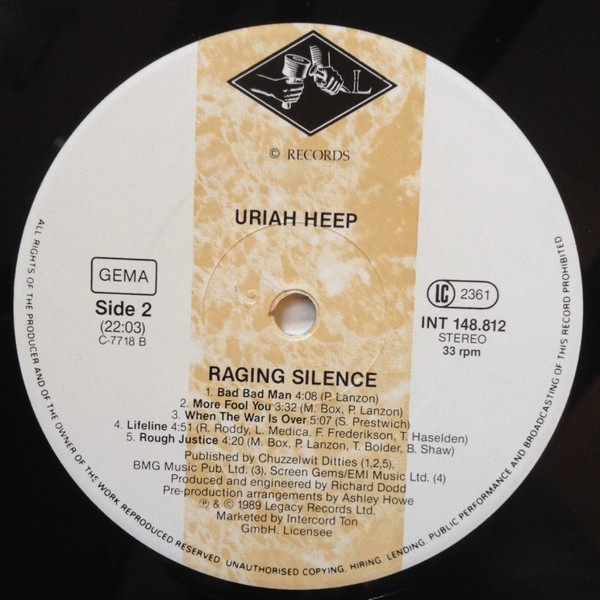 L
© RECORDS
URIAH HEEP
GEMA
Side 2
(22:03)
C-7718 B
LC 2361
INT 148.812
STEREO
33 rpm
RAGING SILENCE
1. Bad Bad Man 4:08 (P. Lanzon)
2. More Fool You 3:32 (M. Box, P. Lanzon)
3. When The War Is Over 5:07 (S. Prestwich)
4. Lifeline 4:51 (R. Roddy, L. Medica, F. Frederikson, T. Haselden)
5. Rough Justice 4:20 (M. Box, P. Lanzon, T. Bolder, B. Shaw)
Published by Chuzzelwit Ditties (1,2,5),
BMG Music Pub. Ltd. (3), Screen Gems/EMI Music Ltd. (4)
Produced and engineered by Richard Dodd
Pre-production arrangements by Ashley Howe
℗ & © 1989 Legacy Records Ltd.
Marketed by Intercord Ton
GmbH, Licensee
ALL RIGHTS OF THE PRODUCER AND OF THE OWNER OF THE WORK REPRODUCED RESERVED. UNAUTHORISED COPYING, HIRING, LENDING, PUBLIC PERFORMANCE AND BROADCASTING OF THIS RECORD PROHIBITED